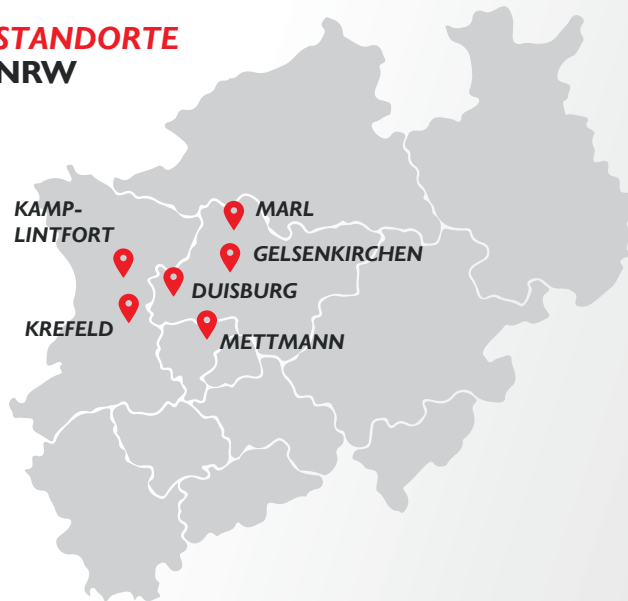 STANDORTE
NRW
KAMP-
LINTFORT
MARL
GELSENKIRCHEN
DUISBURG
KREFELD
METTMANN